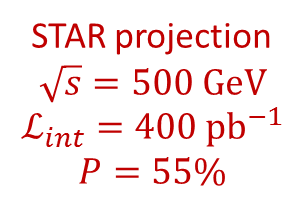 STAR projection
√s = 500 GeV
ℒ_int = 400 pb⁻¹
P = 55%